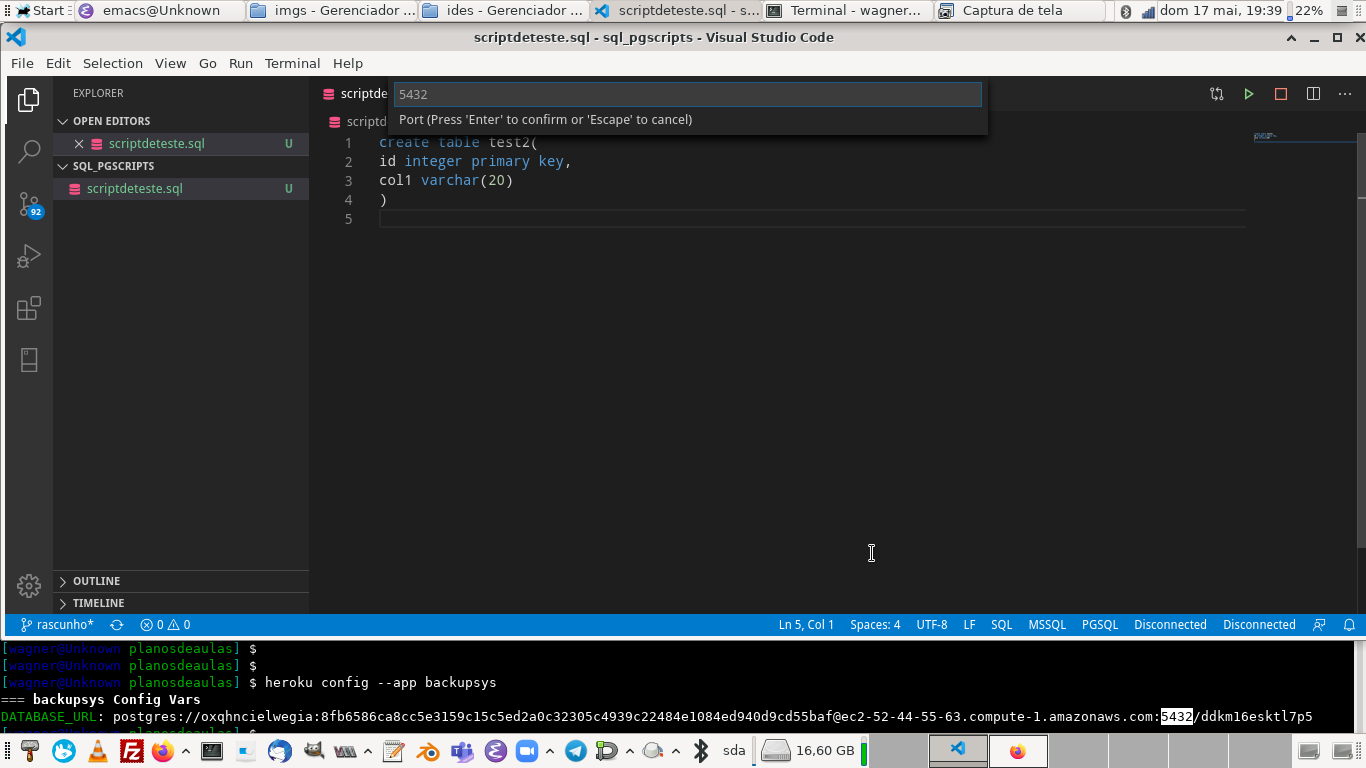 Start
emacs@Unknown
imgs - Gerenciador ...
ides - Gerenciador ...
scriptdeteste.sql - s...
Terminal - wagner...
Captura de tela
dom 17 mai, 19:39
22%
scriptdeteste.sql - sql_pgscripts - Visual Studio Code
File Edit Selection View Go Run Terminal Help
EXPLORER
OPEN EDITORS
scriptdeteste.sql U
SQL_PGSCRIPTS
scriptdeteste.sql U
92
OUTLINE
TIMELINE
scriptde
5432
Port (Press 'Enter' to confirm or 'Escape' to cancel)
scriptd
1 create table test2(
2 id integer primary key,
3 col1 varchar(20)
4 )
5
rascunho* 0 0 Ln 5, Col 1 Spaces: 4 UTF-8 LF SQL MSSQL PGSQL Disconnected Disconnected
[wagner@Unknown planosdeaulas] $
[wagner@Unknown planosdeaulas] $
[wagner@Unknown planosdeaulas] $ heroku config --app backupsys
=== backupsys Config Vars
DATABASE_URL: postgres://oxqhncielwegia:8fb6586ca8cc5e3159c15c5ed2a0c32305c4939c22484e1084ed940d9cd55baf@ec2-52-44-55-63.compute-1.amazonaws.com:5432/ddkm16esktl7p5
sda 16,60 GB